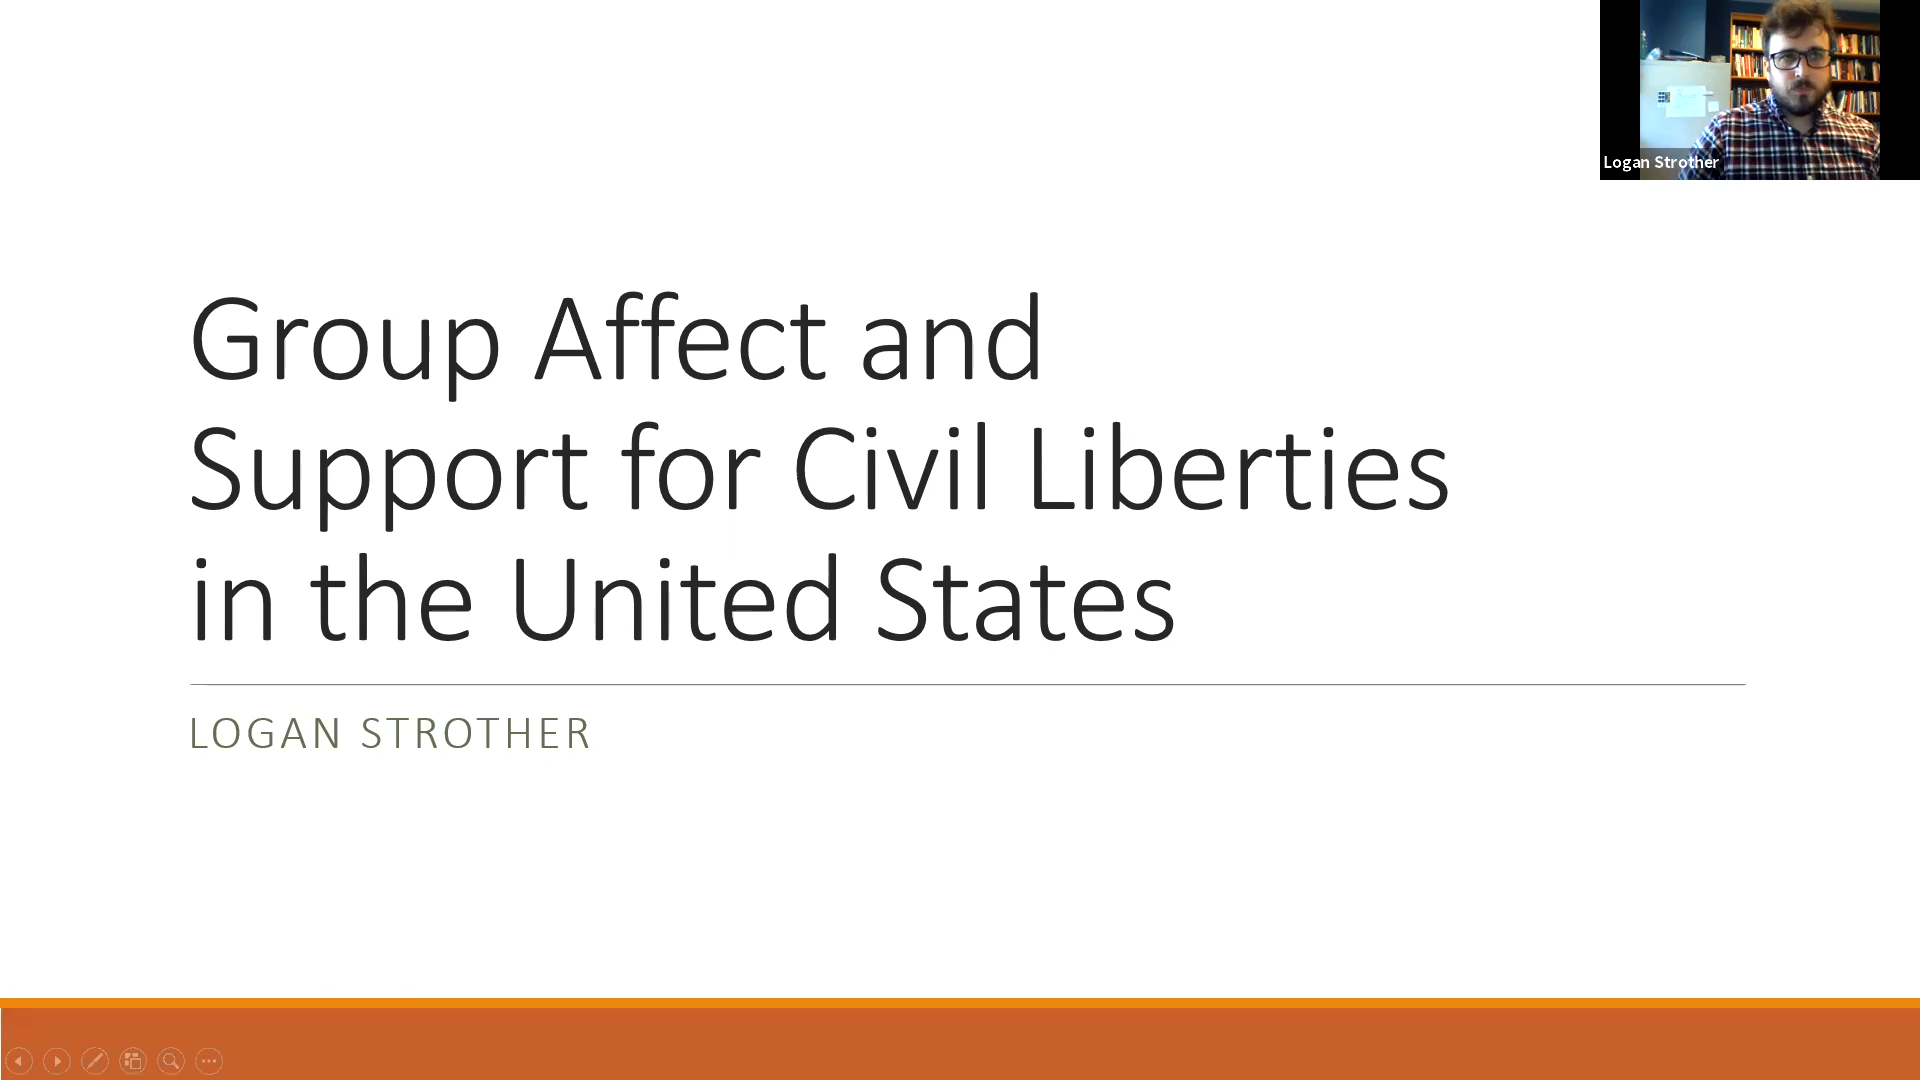 Logan Strother
Group Affect and
Support for Civil Liberties
in the United States
LOGAN STROTHER